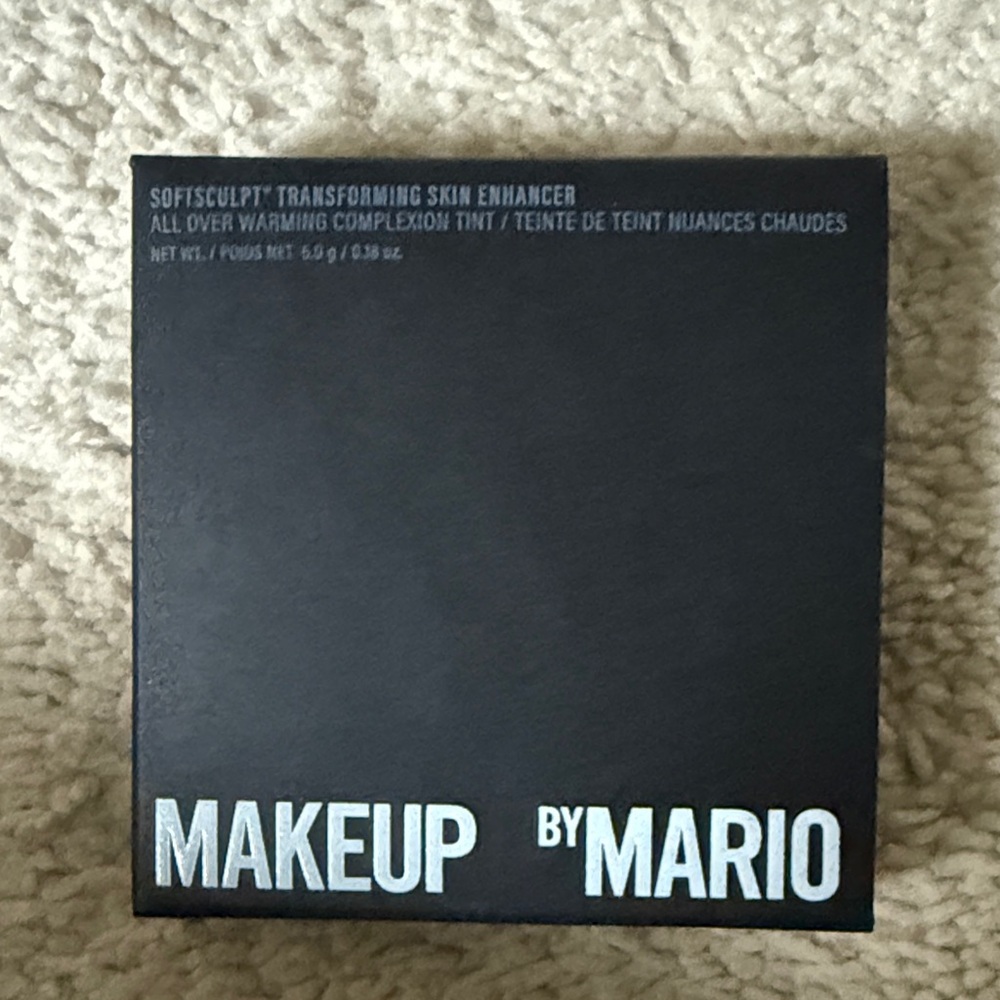 SOFTSCULPT™ TRANSFORMING SKIN ENHANCER
ALL OVER WARMING COMPLEXION TINT / TEINTE DE TEINT NUANCES CHAUDES
NET WT. / POIDS NET 5.0 g / 0.18 oz.
MAKEUP BY MARIO